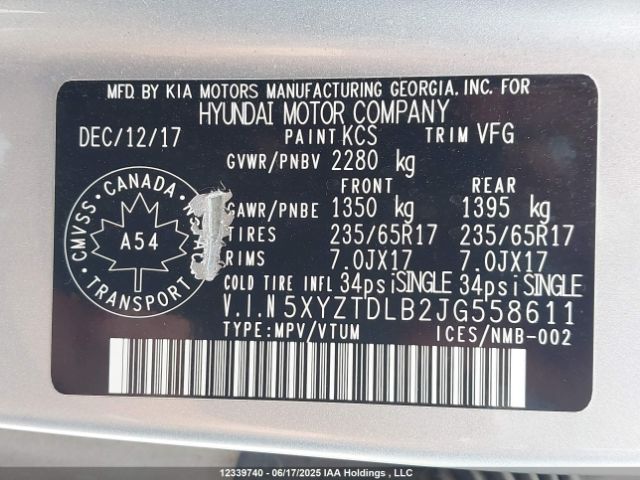 MFD. BY KIA MOTORS MANUFACTURING GEORGIA. INC. FOR
HYUNDAI MOTOR COMPANY
DEC/12/17 PAINT KCS TRIM VFG
GVWR/PNBV 2280 kg
FRONT REAR
GAWR/PNBE 1350 kg 1395 kg
TIRES 235/65R17 235/65R17
RIMS 7.0JX17 7.0JX17
COLD TIRE INFL 34psiSINGLE 34psiSINGLE
V.I.N 5XYZTDLB2JG558611
TYPE:MPV/VTUM ICES/NMB-002
CANADA
CMVSS
A54
TRANSPORT
12339740 - 06/17/2025 IAA Holdings , LLC